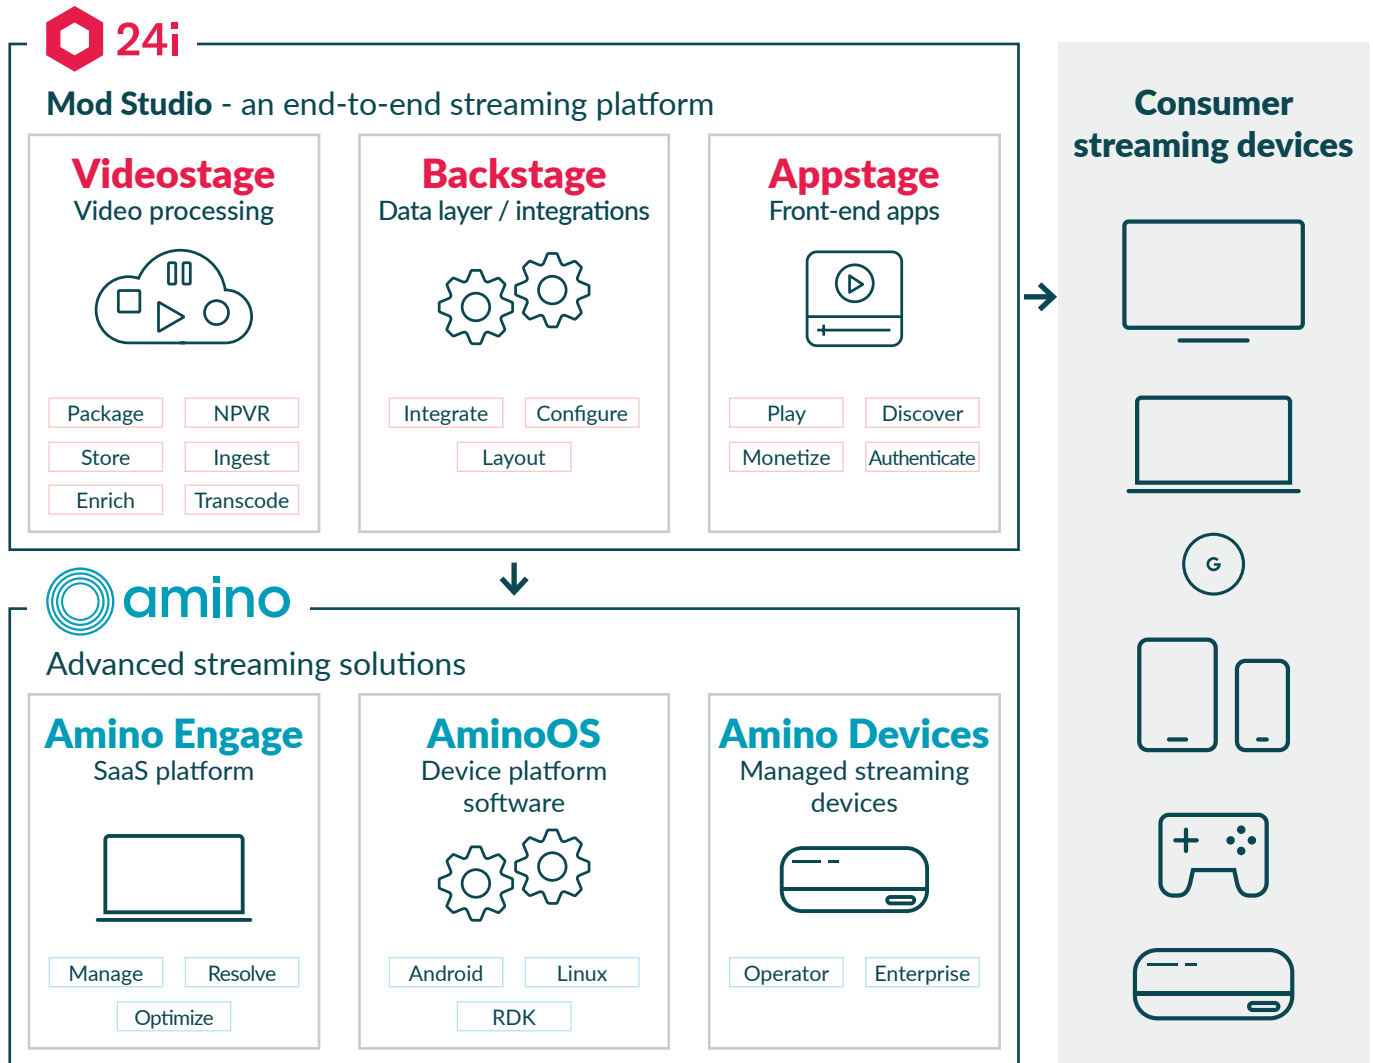 24i
Mod Studio - an end-to-end streaming platform
Videostage
Video processing
Package
NPVR
Store
Ingest
Enrich
Transcode
Backstage
Data layer / integrations
Integrate
Configure
Layout
Appstage
Front-end apps
Play
Discover
Monetize
Authenticate
amino
Advanced streaming solutions
Amino Engage
SaaS platform
Manage
Resolve
Optimize
AminoOS
Device platform
software
Android
Linux
RDK
Amino Devices
Managed streaming
devices
Operator
Enterprise
Consumer
streaming devices
G